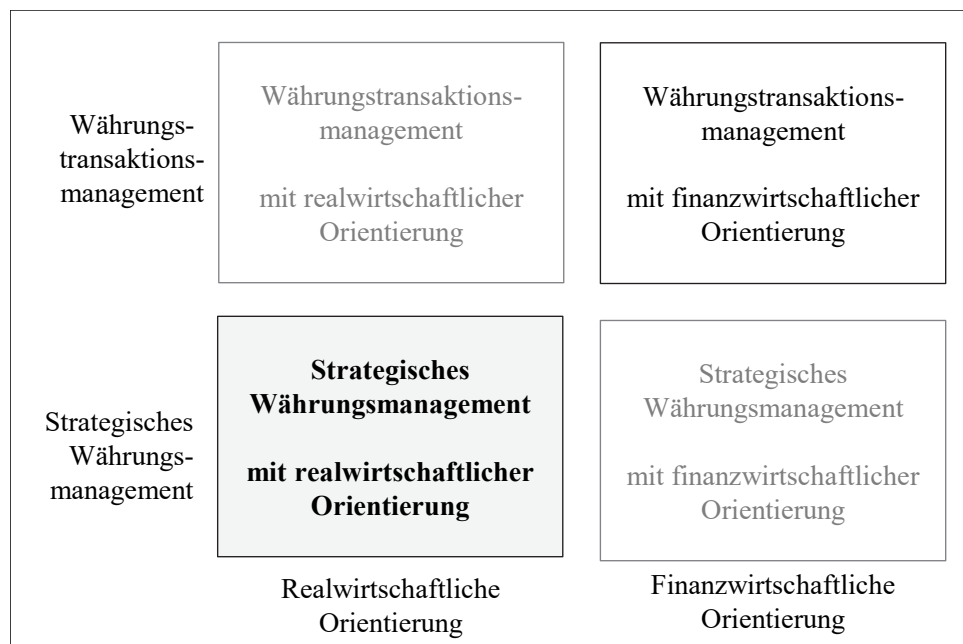 Währungs-
transaktions-
management
Währungstransaktions-
management
mit realwirtschaftlicher
Orientierung
Währungstransaktions-
management
mit finanzwirtschaftlicher
Orientierung
Strategisches
Währungs-
management
Strategisches
Währungsmanagement
mit realwirtschaftlicher
Orientierung
Strategisches
Währungsmanagement
mit finanzwirtschaftlicher
Orientierung
Realwirtschaftliche
Orientierung
Finanzwirtschaftliche
Orientierung